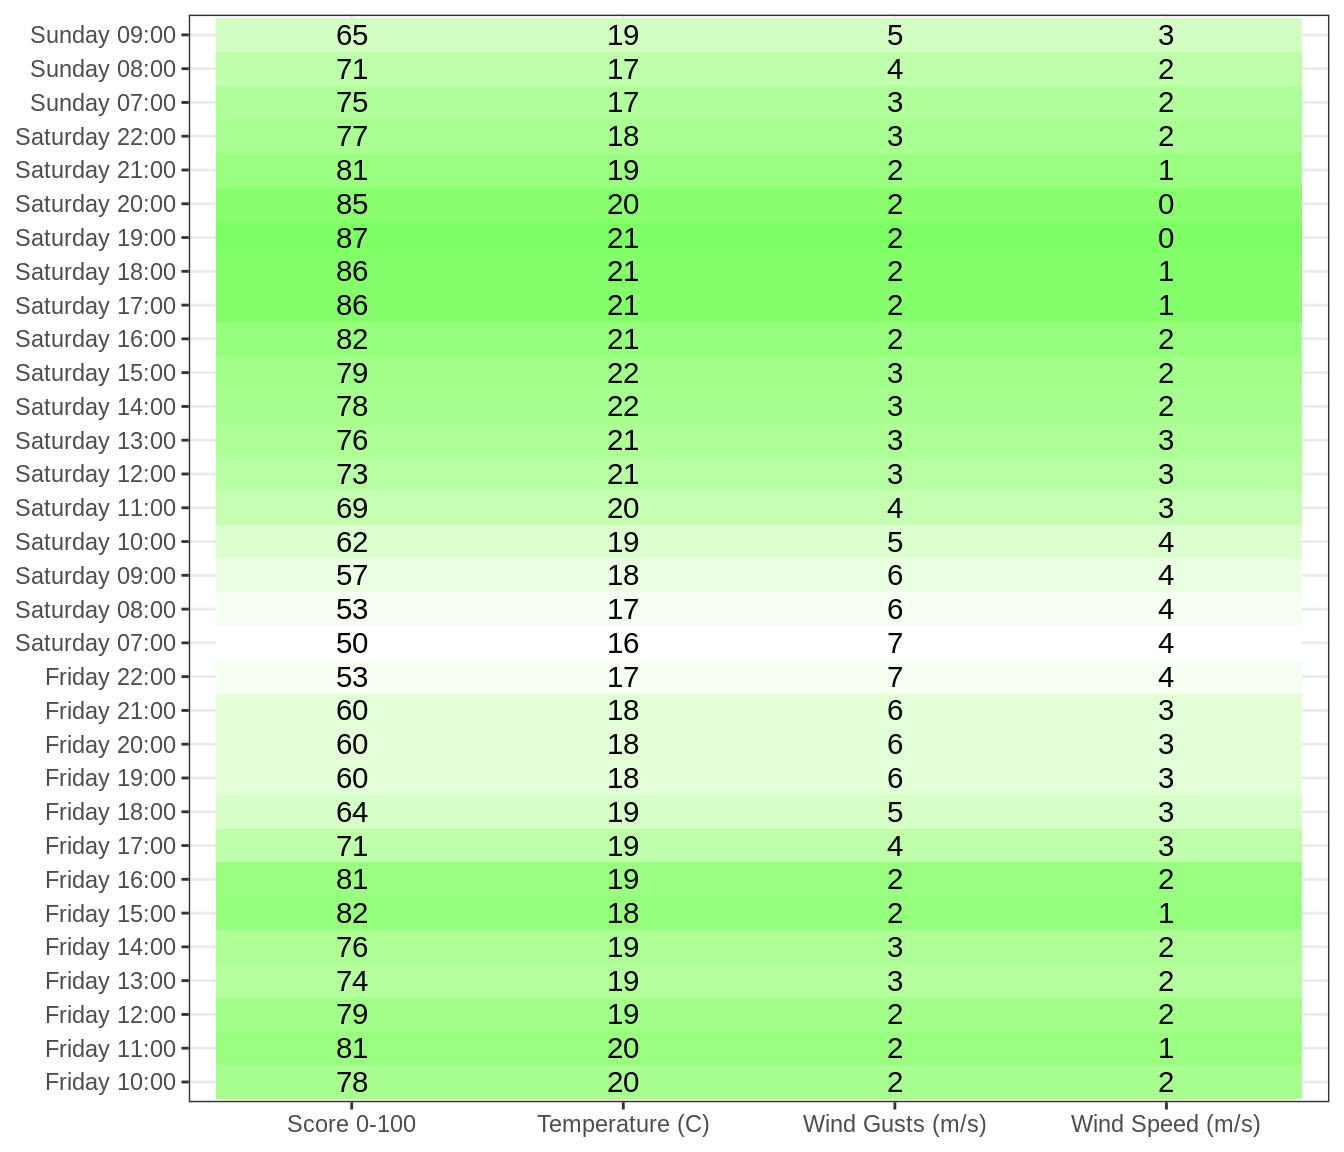 Sunday 09:00 65 19 5 3
Sunday 08:00 71 17 4 2
Sunday 07:00 75 17 3 2
Saturday 22:00 77 18 3 2
Saturday 21:00 81 19 2 1
Saturday 20:00 85 20 2 0
Saturday 19:00 87 21 2 0
Saturday 18:00 86 21 2 1
Saturday 17:00 86 21 2 1
Saturday 16:00 82 21 2 2
Saturday 15:00 79 22 3 2
Saturday 14:00 78 22 3 2
Saturday 13:00 76 21 3 3
Saturday 12:00 73 21 3 3
Saturday 11:00 69 20 4 3
Saturday 10:00 62 19 5 4
Saturday 09:00 57 18 6 4
Saturday 08:00 53 17 6 4
Saturday 07:00 50 16 7 4
Friday 22:00 53 17 7 4
Friday 21:00 60 18 6 3
Friday 20:00 60 18 6 3
Friday 19:00 60 18 6 3
Friday 18:00 64 19 5 3
Friday 17:00 71 19 4 3
Friday 16:00 81 19 2 2
Friday 15:00 82 18 2 1
Friday 14:00 76 19 3 2
Friday 13:00 74 19 3 2
Friday 12:00 79 19 2 2
Friday 11:00 81 20 2 1
Friday 10:00 78 20 2 2
Score 0-100 Temperature (C) Wind Gusts (m/s) Wind Speed (m/s)